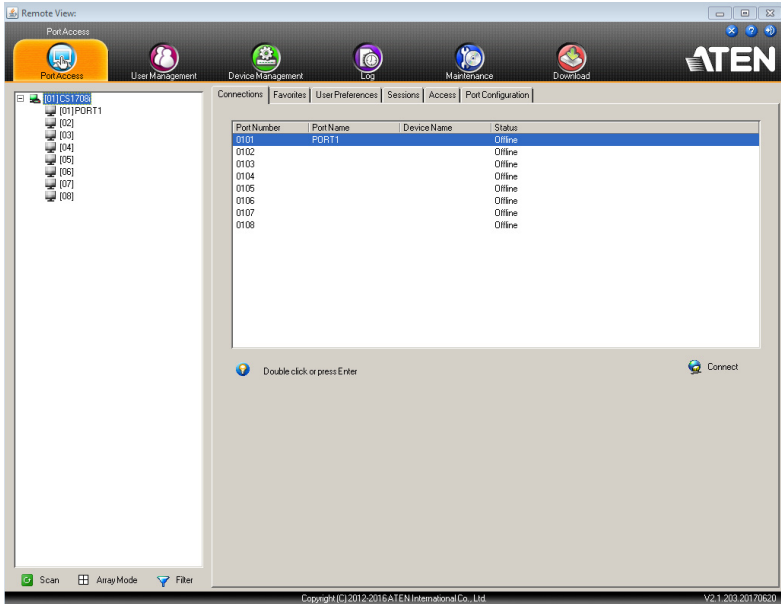 Remote View:
Port Access
ATEN
Port Access User Management Device Management Log Maintenance Download
[01]CS1708i
[01]PORT1
[02]
[03]
[04]
[05]
[06]
[07]
[08]
Connections Favorites User Preferences Sessions Access Port Configuration
Port Number Port Name Device Name Status
0101 PORT1 Offline
0102 Offline
0103 Offline
0104 Offline
0105 Offline
0106 Offline
0107 Offline
0108 Offline
Double click or press Enter
Connect
Scan Array Mode Filter
Copyright (C) 2012-2016 ATEN International Co., Ltd.
V2.1.203.20170620